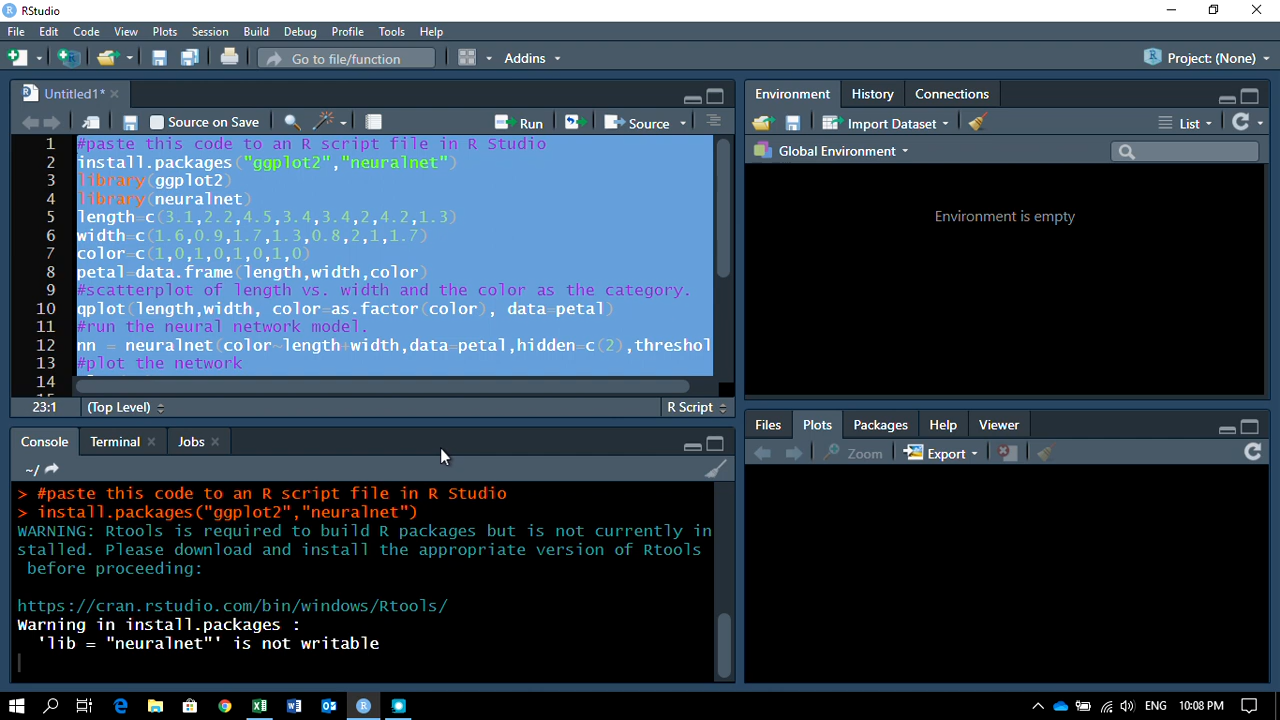 RStudio
File Edit Code View Plots Session Build Debug Profile Tools Help
Go to file/function Addins Project: (None)
Untitled1*
Source on Save Run Source
1 #paste this code to an R script file in R Studio
2 install.packages("ggplot2","neuralnet")
3 library(ggplot2)
4 library(neuralnet)
5 length=c(3.1,2.2,4.5,3.4,3.4,2,4.2,1.3)
6 width=c(1.6,0.9,1.7,1.3,0.8,2,1,1.7)
7 color=c(1,0,1,0,1,0,1,0)
8 petal=data.frame(length,width,color)
9 #scatterplot of length vs. width and the color as the category.
10 qplot(length,width, color=as.factor(color), data=petal)
11 #run the neural network model.
12 nn = neuralnet(color~length+width,data=petal,hidden=c(2),threshol
13 #plot the network
14
23:1 (Top Level) R Script
Console Terminal Jobs
~/
> #paste this code to an R script file in R Studio
> install.packages("ggplot2","neuralnet")
WARNING: Rtools is required to build R packages but is not currently in
stalled. Please download and install the appropriate version of Rtools
before proceeding:
https://cran.rstudio.com/bin/windows/Rtools/
Warning in install.packages :
'lib = "neuralnet"' is not writable
Environment History Connections
Import Dataset List
Global Environment
Environment is empty
Files Plots Packages Help Viewer
Zoom Export
ENG 10:08 PM